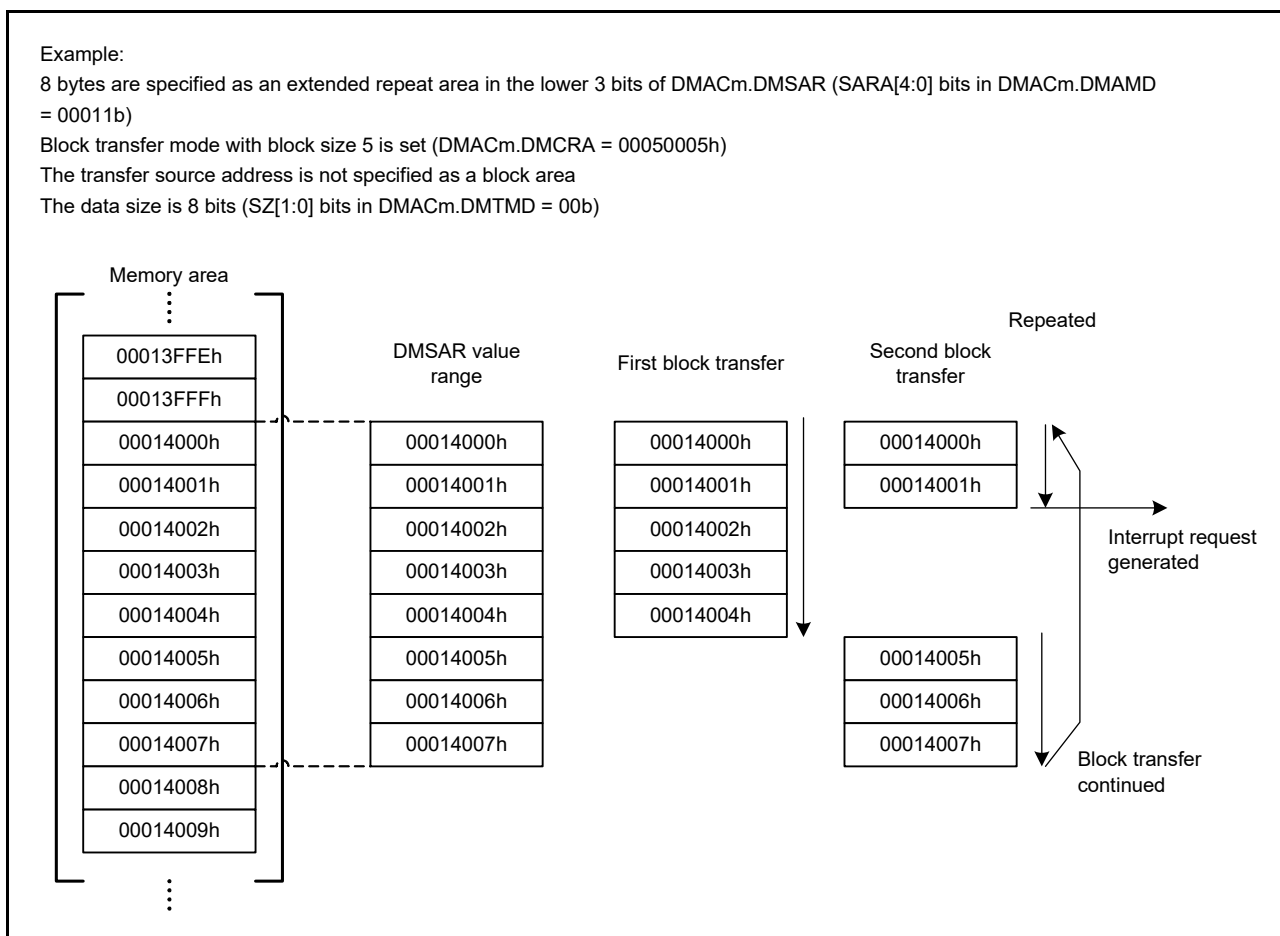 Example:
8 bytes are specified as an extended repeat area in the lower 3 bits of DMACm.DMSAR (SARA[4:0] bits in DMACm.DMAMD
= 00011b)
Block transfer mode with block size 5 is set (DMACm.DMCRA = 00050005h)
The transfer source address is not specified as a block area
The data size is 8 bits (SZ[1:0] bits in DMACm.DMTMD = 00b)
Memory area
00013FFEh
00013FFFh
00014000h
00014001h
00014002h
00014003h
00014004h
00014005h
00014006h
00014007h
00014008h
00014009h
DMSAR value
range
00014000h
00014001h
00014002h
00014003h
00014004h
00014005h
00014006h
00014007h
First block transfer
00014000h
00014001h
00014002h
00014003h
00014004h
Second block
transfer
00014000h
00014001h
00014005h
00014006h
00014007h
Repeated
Interrupt request
generated
Block transfer
continued